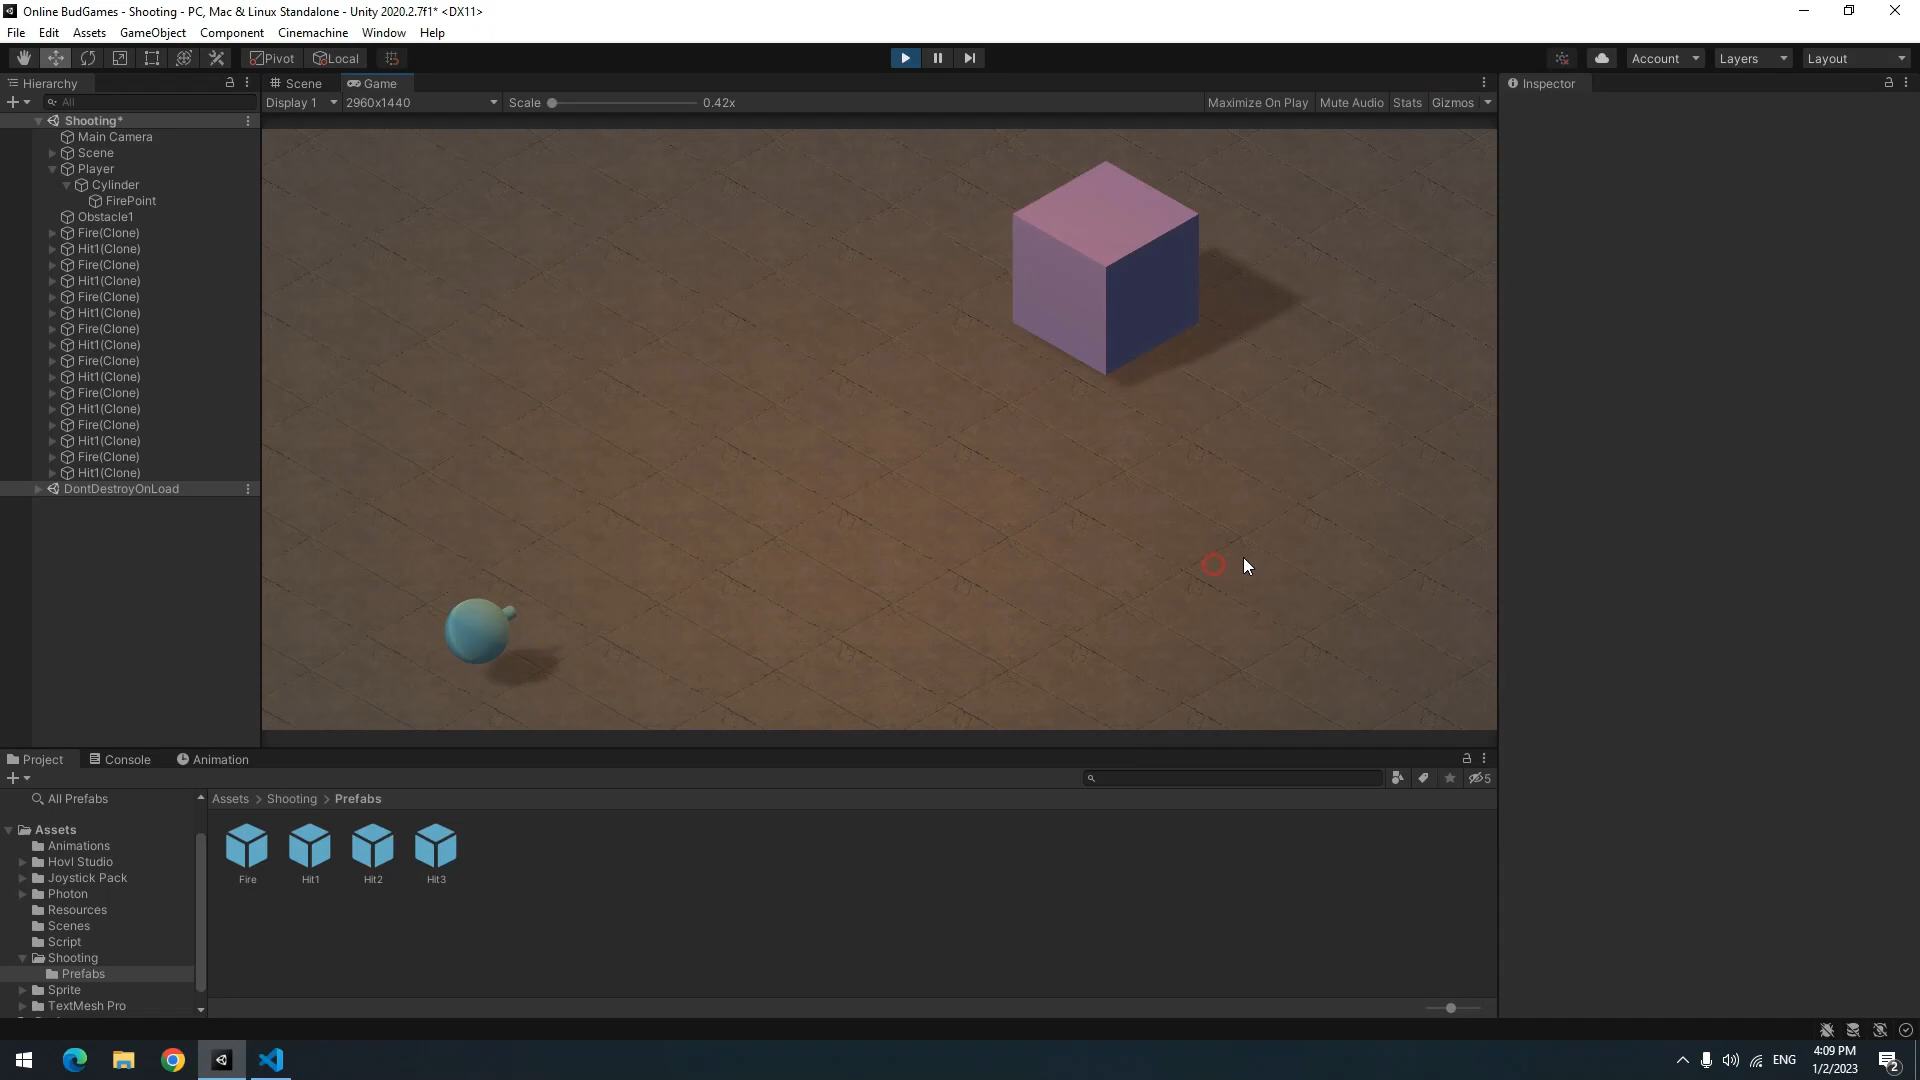 Online BudGames - Shooting - PC, Mac & Linux Standalone - Unity 2020.2.7f1* <DX11>
File Edit Assets GameObject Component Cinemachine Window Help
Pivot Local Account Layers Layout
Hierarchy Scene Game Inspector
All Display 1 2960x1440 Scale 0.42x Maximize On Play Mute Audio Stats Gizmos
Shooting*
Main Camera
Scene
Player
Cylinder
FirePoint
Obstacle1
Fire(Clone)
Hit1(Clone)
Fire(Clone)
Hit1(Clone)
Fire(Clone)
Hit1(Clone)
Fire(Clone)
Hit1(Clone)
Fire(Clone)
Hit1(Clone)
Fire(Clone)
Hit1(Clone)
Fire(Clone)
Hit1(Clone)
Fire(Clone)
Hit1(Clone)
DontDestroyOnLoad
Project Console Animation
5
All Prefabs
Assets > Shooting > Prefabs
Assets
Animations
Hovl Studio
Joystick Pack
Photon
Resources
Scenes
Script
Shooting
Prefabs
Sprite
TextMesh Pro
Fire Hit1 Hit2 Hit3
ENG
4:09 PM
1/2/2023
2